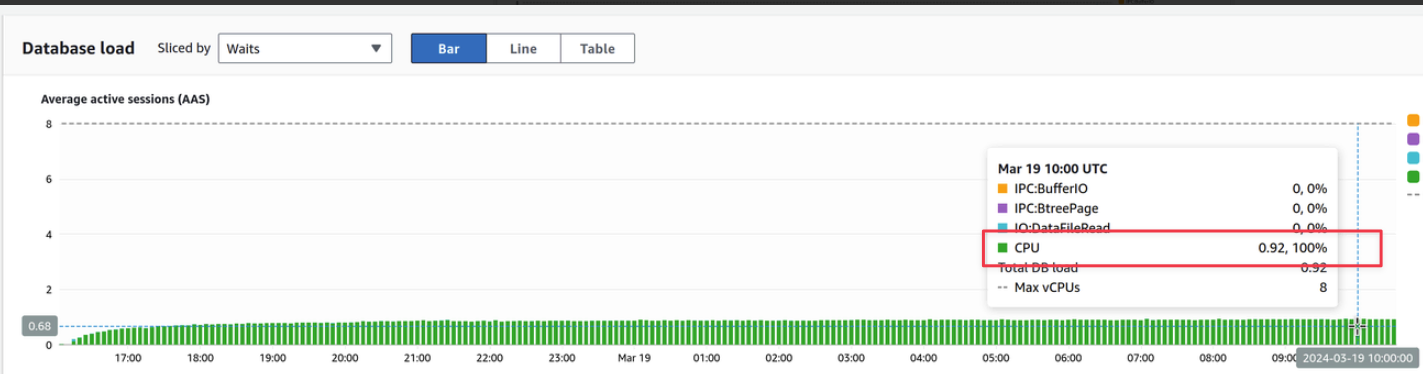 Database load Sliced by Waits Bar Line Table
Average active sessions (AAS)
8
6
4
2
0.68
0
Mar 19 10:00 UTC
IPC:BufferIO 0, 0%
IPC:BtreePage 0, 0%
IO:DataFileRead 0, 0%
CPU 0.92, 100%
Total DB load 0.92
Max vCPUs 8
17:00 18:00 19:00 20:00 21:00 22:00 23:00 Mar 19 01:00 02:00 03:00 04:00 05:00 06:00 07:00 08:00 09:00 2024-03-19 10:00:00